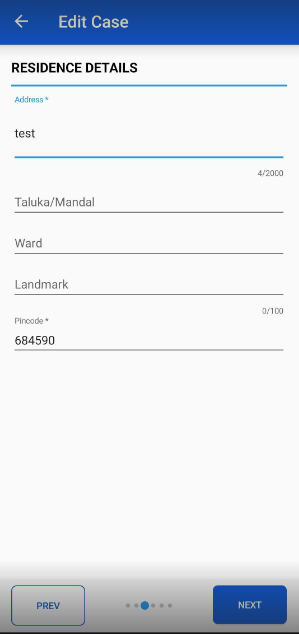 Edit Case
RESIDENCE DETAILS
Address *
test
4/2000
Taluka/Mandal
Ward
Landmark
0/100
Pincode *
684590
PREV
NEXT